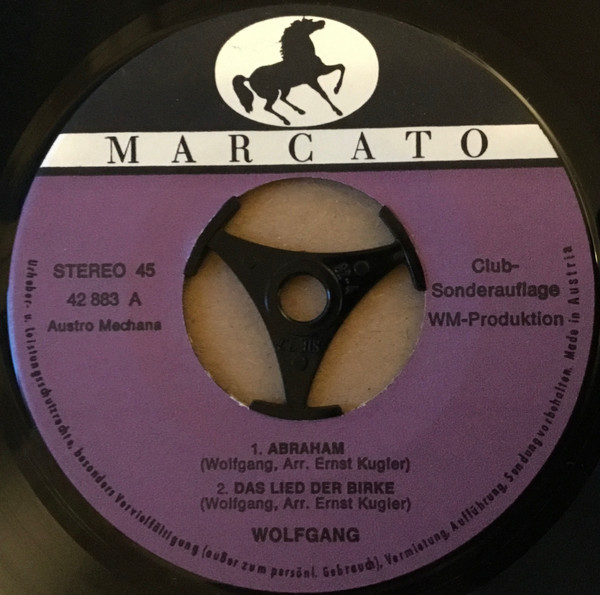 MARCATO
STEREO 45
42 883 A
Austro Mechana
Club-
Sonderauflage
WM-Produktion
1. ABRAHAM
(Wolfgang, Arr. Ernst Kugler)
2. DAS LIED DER BIRKE
(Wolfgang, Arr. Ernst Kugler)
WOLFGANG
Urheber- u. leistungsschutzrechte, besonders Vervielfältigung (außer zum persönl. Gebrauch), Vermietung, Aufführung, Sendung vorbehalten. Made in Austria